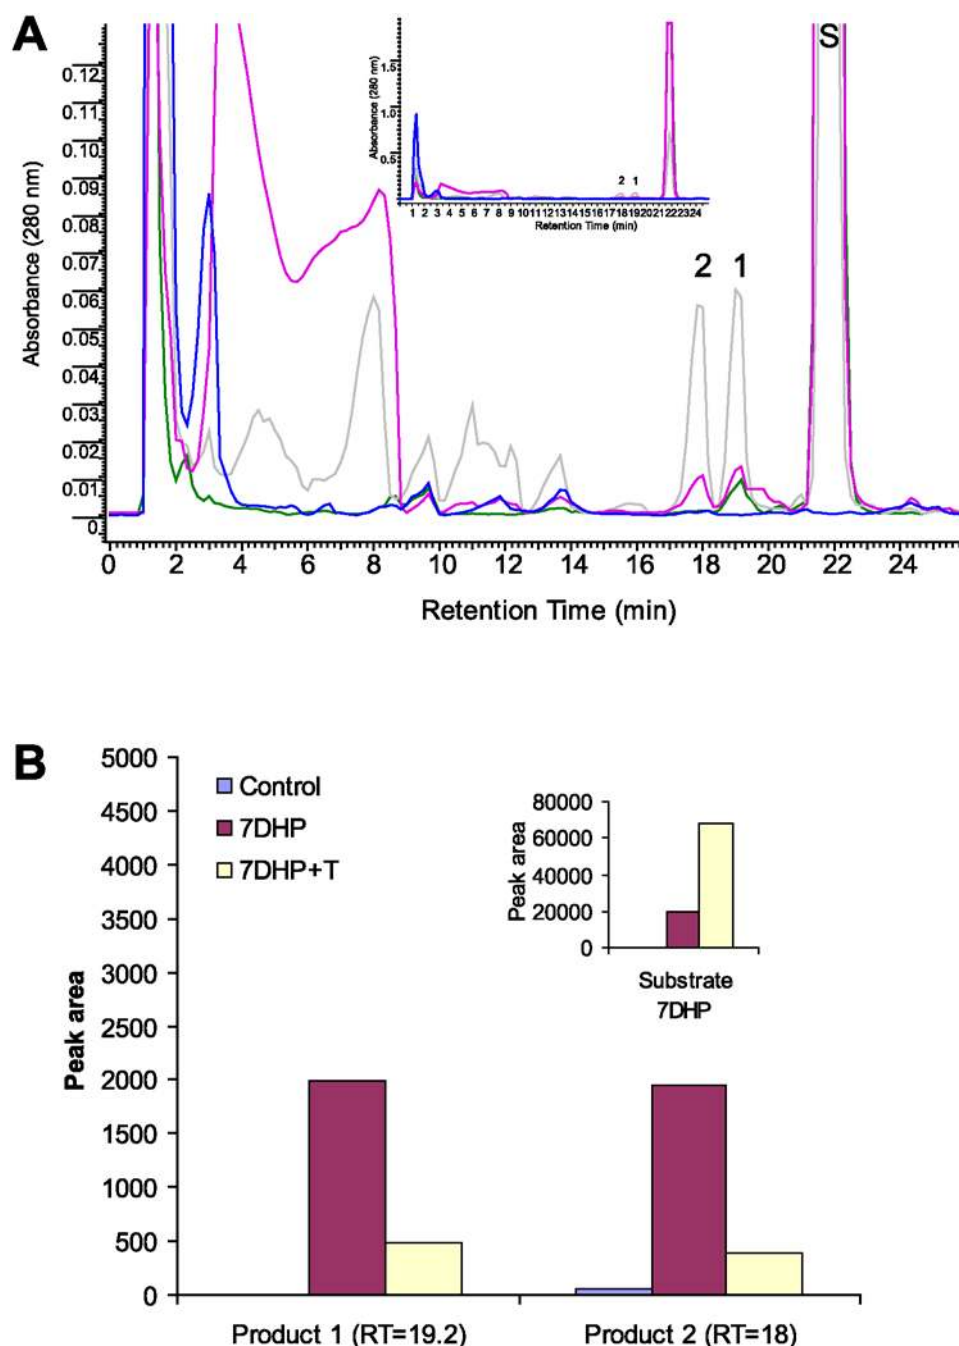 A
S
Absorbance (280 nm)
0.12
0.11
0.10
0.09
0.08
0.07
0.06
0.05
0.04
0.03
0.02
0.01
0
2 1
0 2 4 6 8 10 12 14 16 18 20 22 24
Retention Time (min)
Absorbance (280 nm)
1.5
1.0
0.5
2 1
1 2 3 4 5 6 7 8 9 10 11 12 13 14 15 16 17 18 19 20 21 22 23 24
Retention Time (min)
B
Peak area
5000
4500
4000
3500
3000
2500
2000
1500
1000
500
0
Control
7DHP
7DHP+T
Peak area
80000
60000
40000
20000
0
Substrate
7DHP
Product 1 (RT=19.2) Product 2 (RT=18)